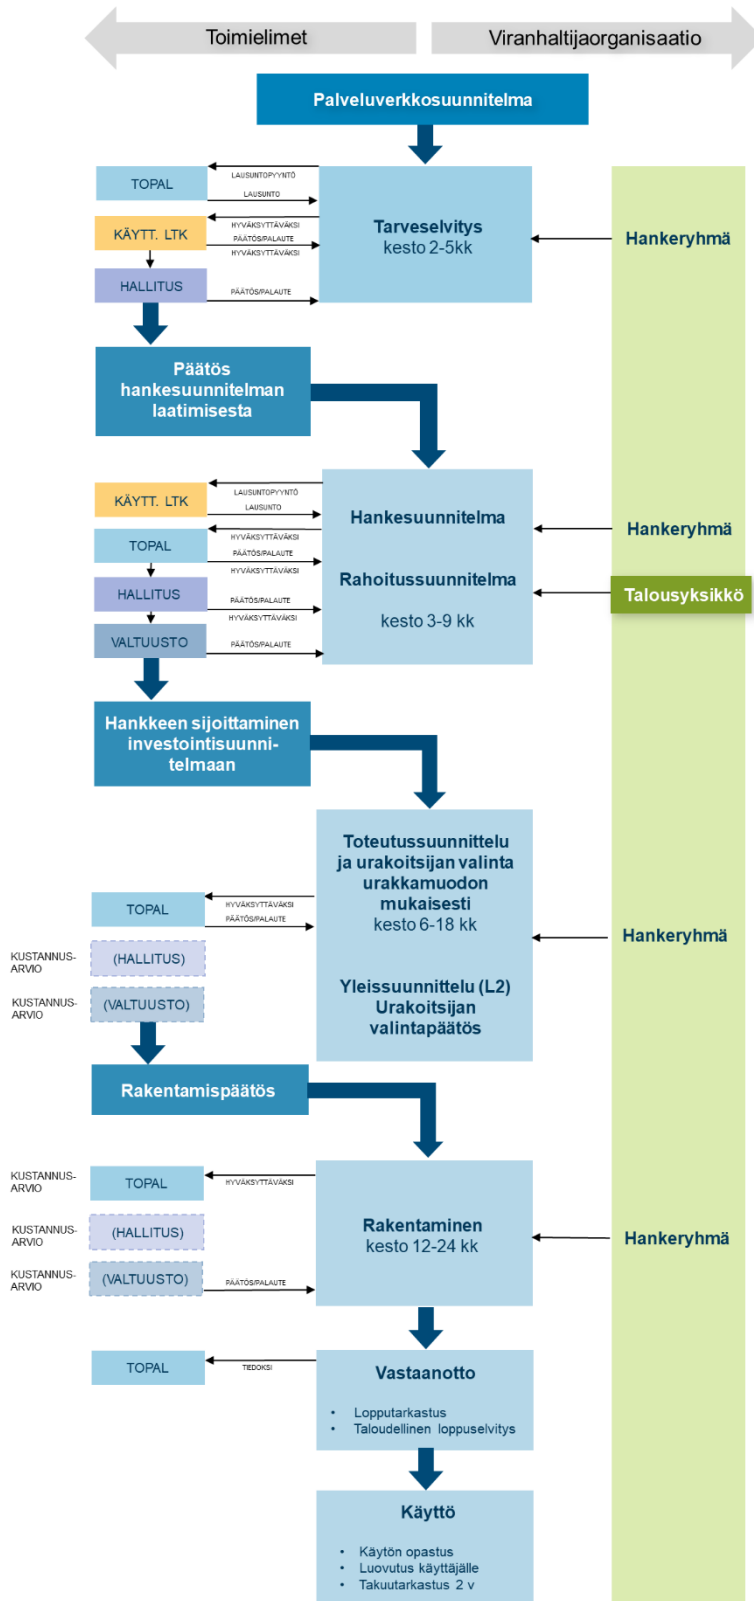 Toimielimet
Viranhaltijaorganisaatio
Palveluverkkosuunnitelma
TOPAL
LAUSUNTOPYYNTÖ
LAUSUNTO
KÄYTT. LTK
HYVÄKSYTTÄVÄKSI
PÄÄTÖS/PALAUTE
HYVÄKSYTTÄVÄKSI
HALLITUS
PÄÄTÖS/PALAUTE
Tarveselvitys
kesto 2-5kk
Hankeryhmä
Päätös
hankesuunnitelman
laatimisesta
KÄYTT. LTK
LAUSUNTOPYYNTÖ
LAUSUNTO
TOPAL
HYVÄKSYTTÄVÄKSI
PÄÄTÖS/PALAUTE
HYVÄKSYTTÄVÄKSI
HALLITUS
PÄÄTÖS/PALAUTE
HYVÄKSYTTÄVÄKSI
VALTUUSTO
PÄÄTÖS/PALAUTE
Hankesuunnitelma
Rahoitussuunnitelma
kesto 3-9 kk
Hankeryhmä
Talousyksikkö
Hankkeen sijoittaminen
investointisuunni-
telmaan
Toteutussuunnittelu
ja urakoitsijan valinta
urakkamuodon
mukaisesti
kesto 6-18 kk
Yleissuunnittelu (L2)
Urakoitsijan
valintapäätös
TOPAL
HYVÄKSYTTÄVÄKSI
PÄÄTÖS/PALAUTE
KUSTANNUS-
ARVIO
(HALLITUS)
KUSTANNUS-
ARVIO
(VALTUUSTO)
Hankeryhmä
Rakentamispäätös
KUSTANNUS-
ARVIO
TOPAL
HYVÄKSYTTÄVÄKSI
KUSTANNUS-
ARVIO
(HALLITUS)
KUSTANNUS-
ARVIO
(VALTUUSTO)
PÄÄTÖS/PALAUTE
Rakentaminen
kesto 12-24 kk
Hankeryhmä
TOPAL
TIEDOKSI
Vastaanotto
• Lopputarkastus
• Taloudellinen loppuselvitys
Käyttö
• Käytön opastus
• Luovutus käyttäjälle
• Takuutarkastus 2 v